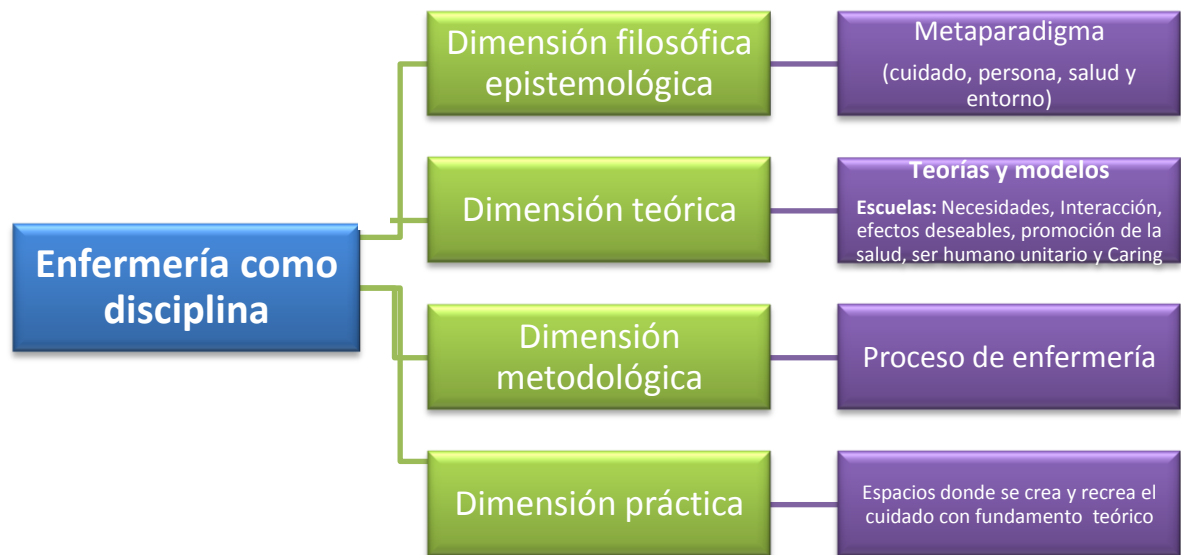 Enfermería como
disciplina
Dimensión filosófica
epistemológica
Metaparadigma
(cuidado, persona, salud y
entorno)
Dimensión teórica
Teorías y modelos
Escuelas: Necesidades, Interacción,
efectos deseables, promoción de la
salud, ser humano unitario y Caring
Dimensión
metodológica
Proceso de enfermería
Dimensión práctica
Espacios donde se crea y recrea el
cuidado con fundamento teórico